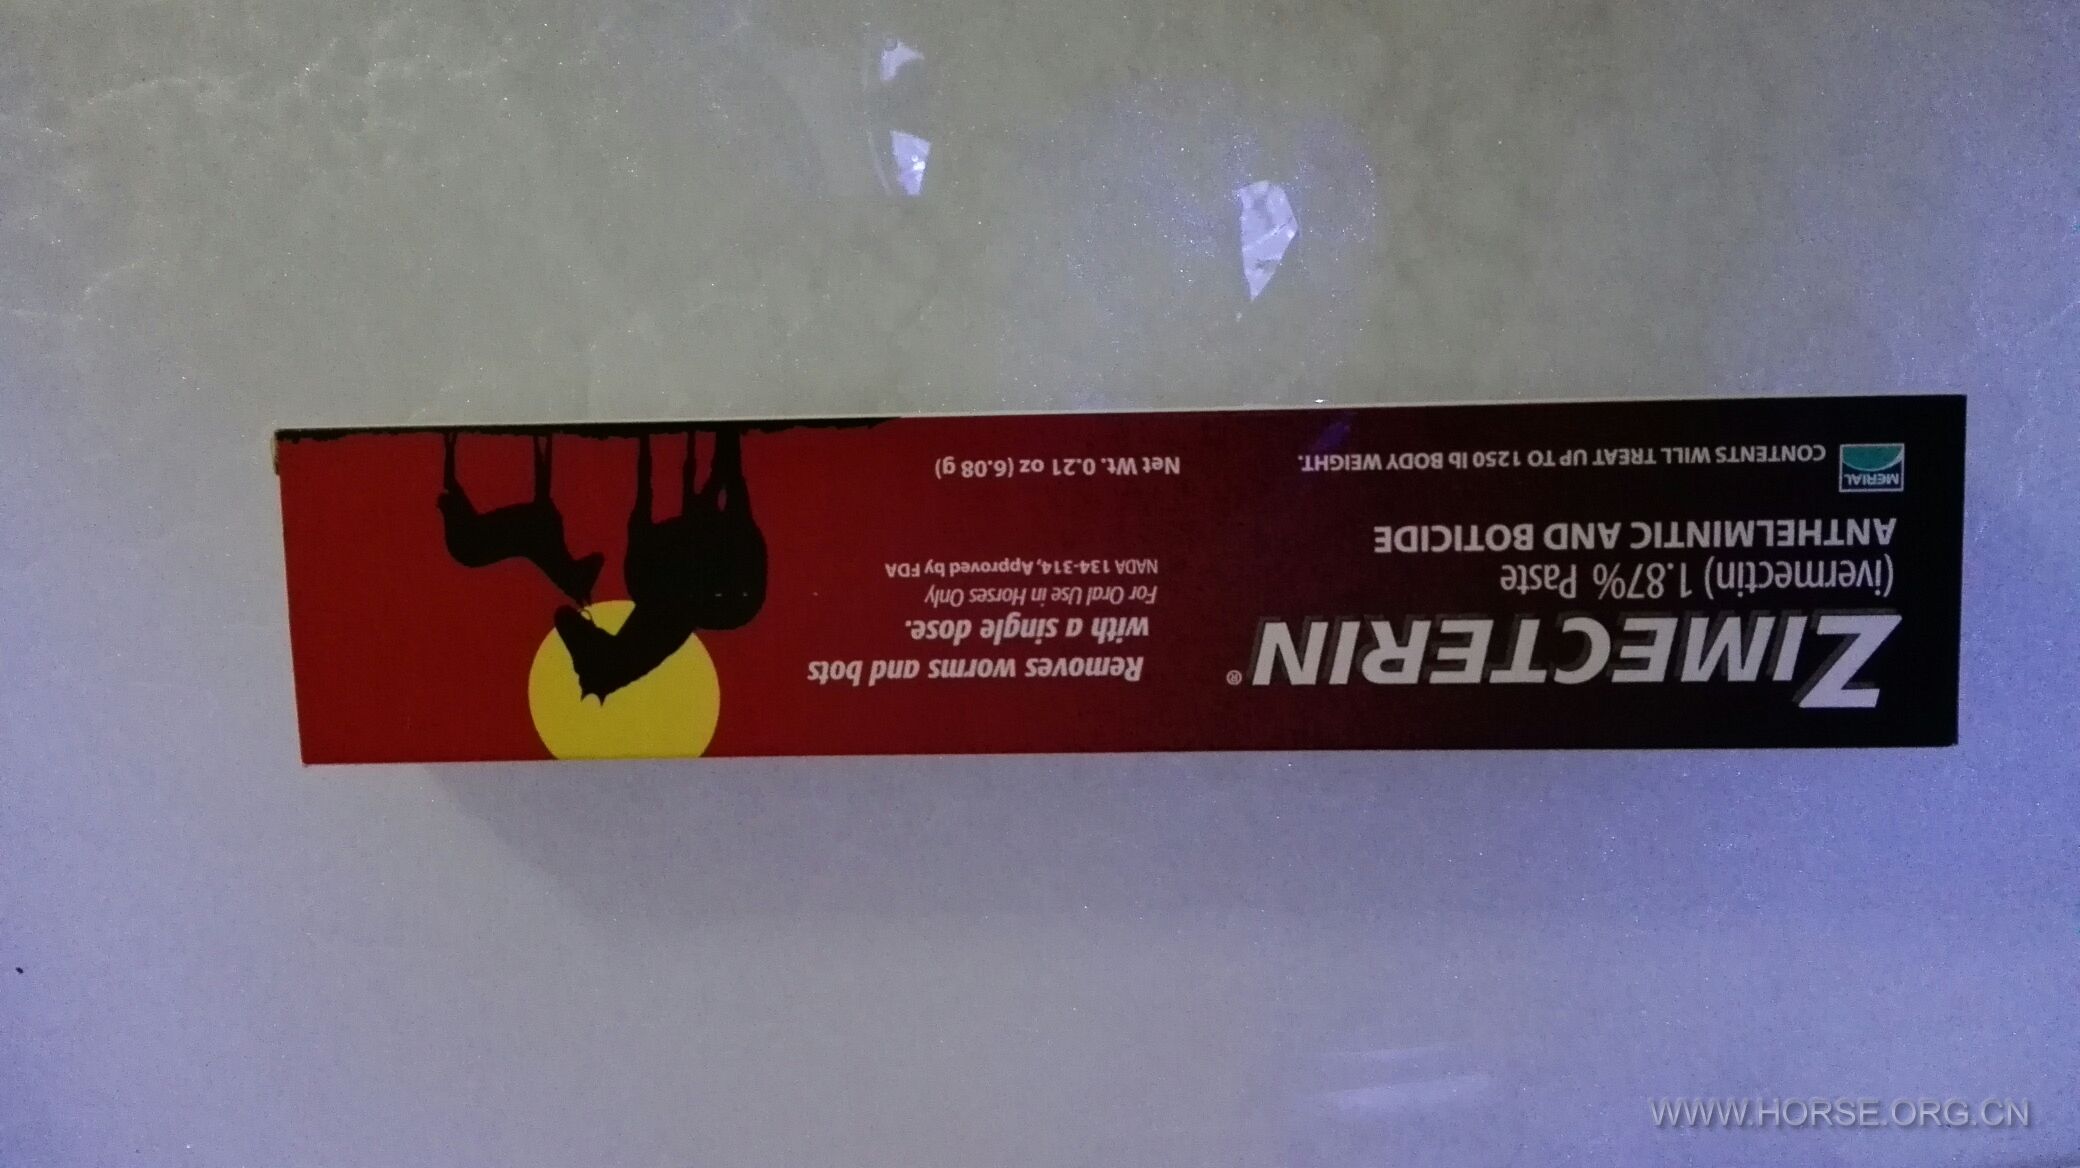 ZIMECTERIN®
(ivermectin) 1.87% Paste
ANTHELMINTIC AND BOTICIDE
MERIAL
CONTENTS WILL TREAT UP TO 1250 lb BODY WEIGHT.
Removes worms and bots
with a single dose.
For Oral Use in Horses Only
NADA 134-314, Approved by FDA
Net Wt. 0.21 oz (6.08 g)
WWW.HORSE.ORG.CN